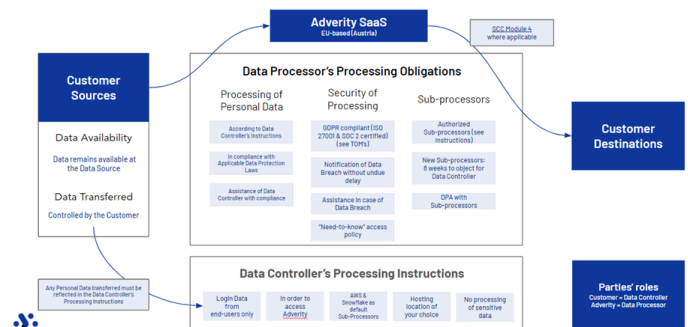 Adverity SaaS
EU-based (Austria)
SCC Module 4
where applicable
Customer
Sources
Data Availability
Data remains available at
the Data Source
Data Transferred
Controlled by the Customer
Data Processor's Processing Obligations
Processing of
Personal Data
According to Data
Controller's Instructions
In compliance with
Applicable Data Protection
Laws
Assistance of Data
Controller with compliance
Security of
Processing
GDPR compliant (ISO
27001 & SOC 2 certified)
(see TOM's)
Notification of Data
Breach without undue
delay
Assistance in case of
Data Breach
"Need-to-know" access
policy
Sub-processors
Authorized
Sub-processors (see
Instructions)
New Sub-processors:
8 weeks to object for
Data Controller
DPA with
Sub-processors
Customer
Destinations
Any Personal Data transferred must be
reflected in the Data Controller's
Processing Instructions
Data Controller's Processing Instructions
Login Data
from
end-users only
In order to
access
Adverity
AWS &
Snowflake as
default
Sub-Processors
Hosting
location of
your choice
No processing
of sensitive
data
Parties' roles
Customer = Data Controller
Adverity = Data Processor